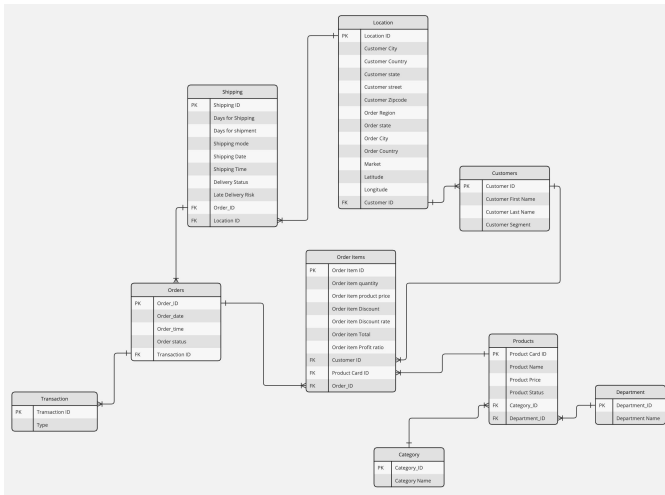 Location
PK Location ID
Customer City
Customer Country
Customer state
Customer street
Customer Zipcode
Order Region
Order state
Order City
Order Country
Market
Latitude
Longitude
FK Customer ID
Shipping
PK Shipping ID
Days for Shipping
Days for shipment
Shipping mode
Shipping Date
Shipping Time
Delivery Status
Late Delivery Risk
FK Order_ID
FK Location ID
Customers
PK Customer ID
Customer First Name
Customer Last Name
Customer Segment
Order Items
PK Order item ID
Order item quantity
Order item product price
Order item Discount
Order item Discount rate
Order item Total
Order item Profit ratio
FK Customer ID
FK Product Card ID
FK Order_ID
Orders
PK Order_ID
Order_date
Order_time
Order status
FK Transaction ID
Products
PK Product Card ID
Product Name
Product Price
Product Status
FK Category_ID
FK Department_ID
Transaction
PK Transaction ID
Type
Department
PK Department_ID
Department Name
Category
PK Category_ID
Category Name